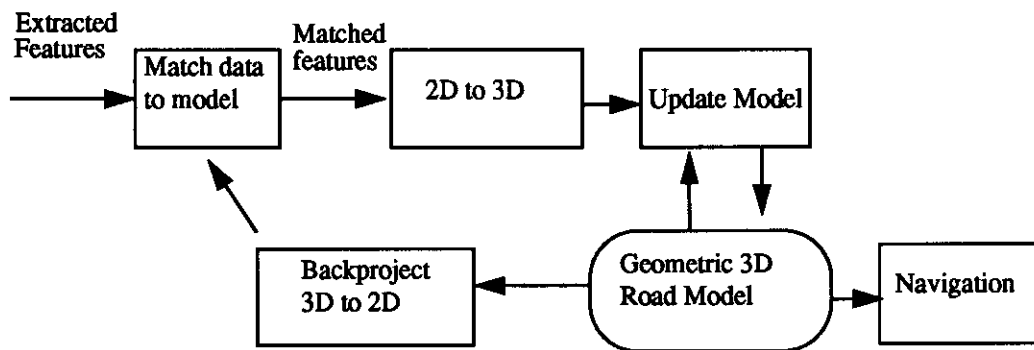 Extracted
Features
Match data
to model
Matched
features
2D to 3D
Update Model
Backproject
3D to 2D
Geometric 3D
Road Model
Navigation